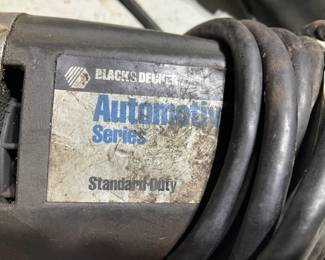 BLACK&DECKER
Automotiv
Series
Standard Duty